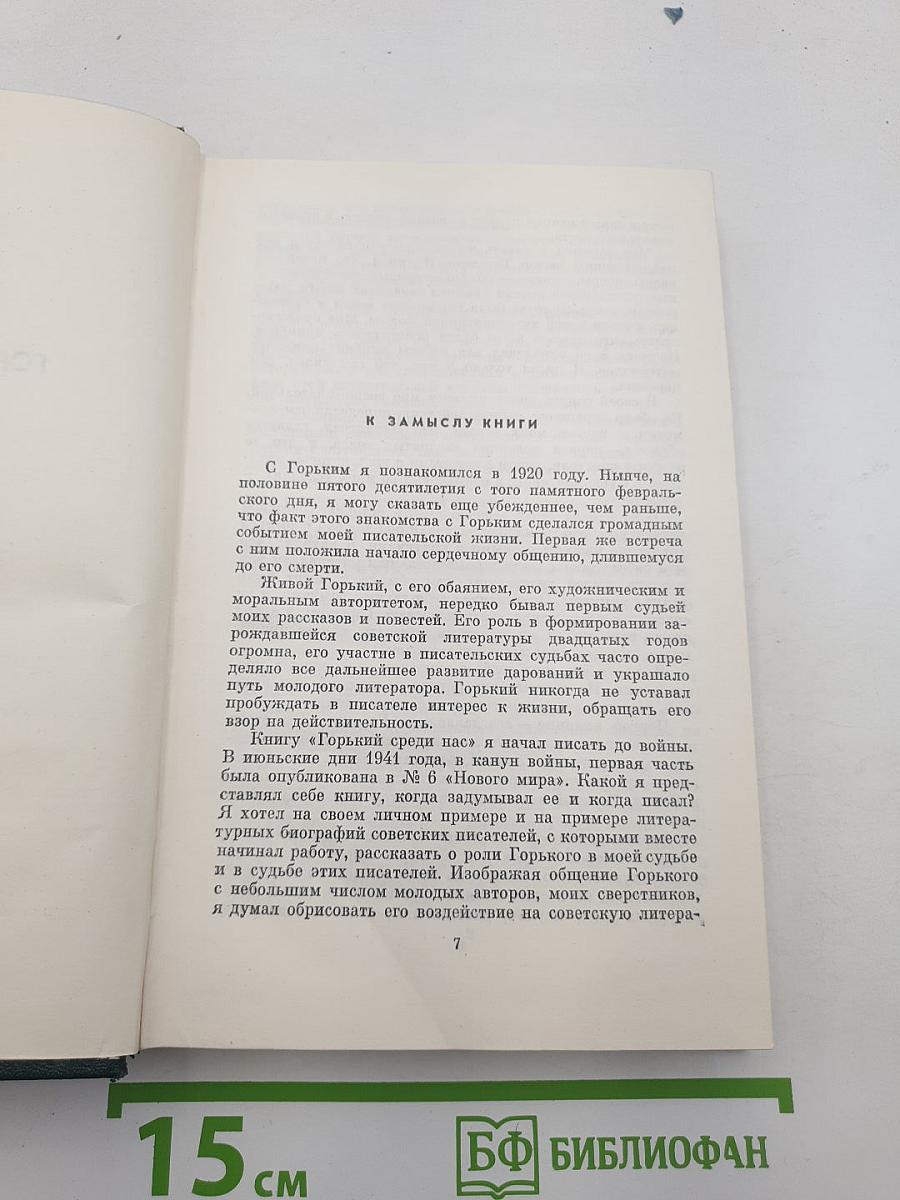 ГО
К ЗАМЫСЛУ КНИГИ
С Горьким я познакомился в 1920 году. Нынче, на
половине пятого десятилетия с того памятного февраль-
ского дня, я могу сказать еще убежденнее, чем раньше,
что факт этого знакомства с Горьким сделался громадным
событием моей писательской жизни. Первая же встреча
с ним положила начало сердечному общению, длившемуся
до его смерти.
Живой Горький, с его обаянием, его художническим и
моральным авторитетом, нередко бывал первым судьей
моих рассказов и повестей. Его роль в формировании за-
рождавшейся советской литературы двадцатых годов
огромна, его участие в писательских судьбах часто опре-
деляло все дальнейшее развитие дарований и украшало
путь молодого литератора. Горький никогда не уставал
пробуждать в писателе интерес к жизни, обращать его
взор на действительность.
Книгу «Горький среди нас» я начал писать до войны.
В июньские дни 1941 года, в канун войны, первая часть
была опубликована в № 6 «Нового мира». Какой я пред-
ставлял себе книгу, когда задумывал ее и когда писал?
Я хотел на своем личном примере и на примере литера-
турных биографий советских писателей, с которыми вместе
начинал работу, рассказать о роли Горького в моей судьбе
и в судьбе этих писателей. Изображая общение Горького
с небольшим числом молодых авторов, моих сверстников,
я думал обрисовать его воздействие на советскую литера-
7
15 см
БФ БИБЛИОФАН